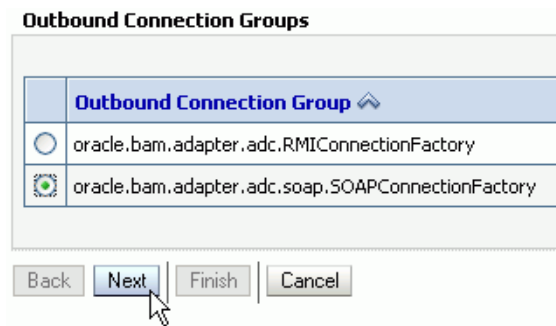 Outbound Connection Groups
Outbound Connection Group
oracle.bam.adapter.adc.RMIConnectionFactory
oracle.bam.adapter.adc.soap.SOAPConnectionFactory
Back Next Finish Cancel